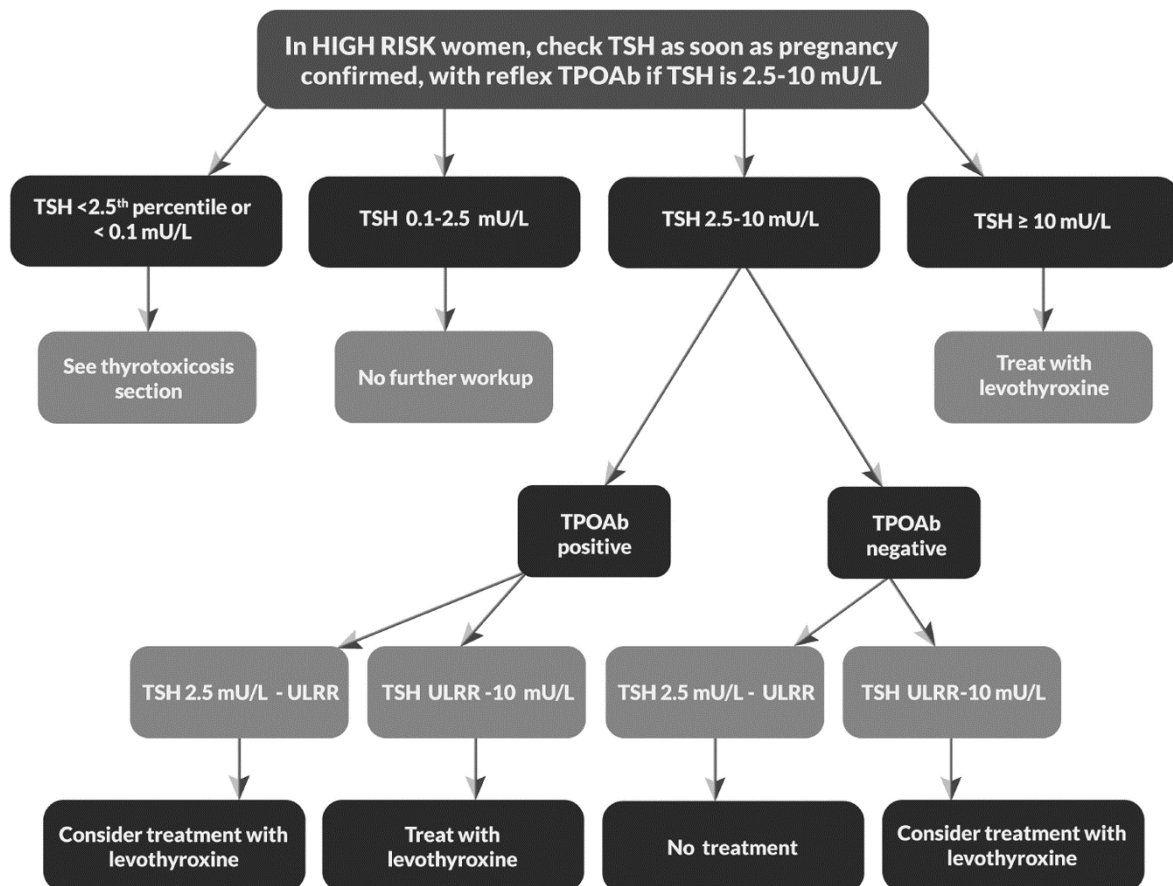 In HIGH RISK women, check TSH as soon as pregnancy
confirmed, with reflex TPOAb if TSH is 2.5-10 mU/L
TSH <2.5th percentile or
< 0.1 mU/L
TSH 0.1-2.5 mU/L
TSH 2.5-10 mU/L
TSH ≥ 10 mU/L
See thyrotoxicosis
section
No further workup
Treat with
levothyroxine
TPOAb
positive
TPOAb
negative
TSH 2.5 mU/L - ULRR
TSH ULRR -10 mU/L
TSH 2.5 mU/L - ULRR
TSH ULRR-10 mU/L
Consider treatment with
levothyroxine
Treat with
levothyroxine
No treatment
Consider treatment with
levothyroxine